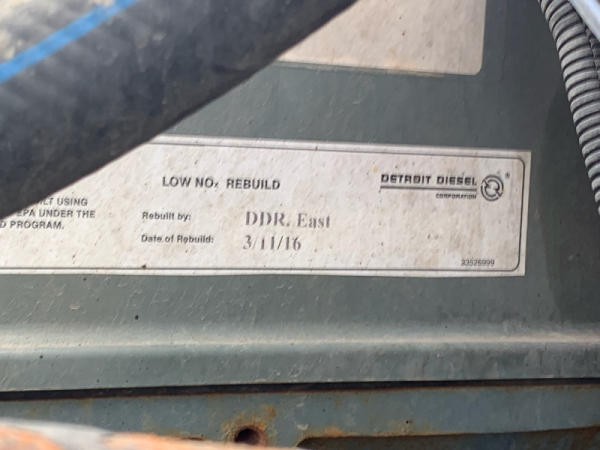 LOW NOx REBUILD
DETROIT DIESEL ®
CORPORATION
USING
EPA UNDER THE
PROGRAM.
Rebuilt by: DDR. East
Date of Rebuild: 3/11/16
23526999